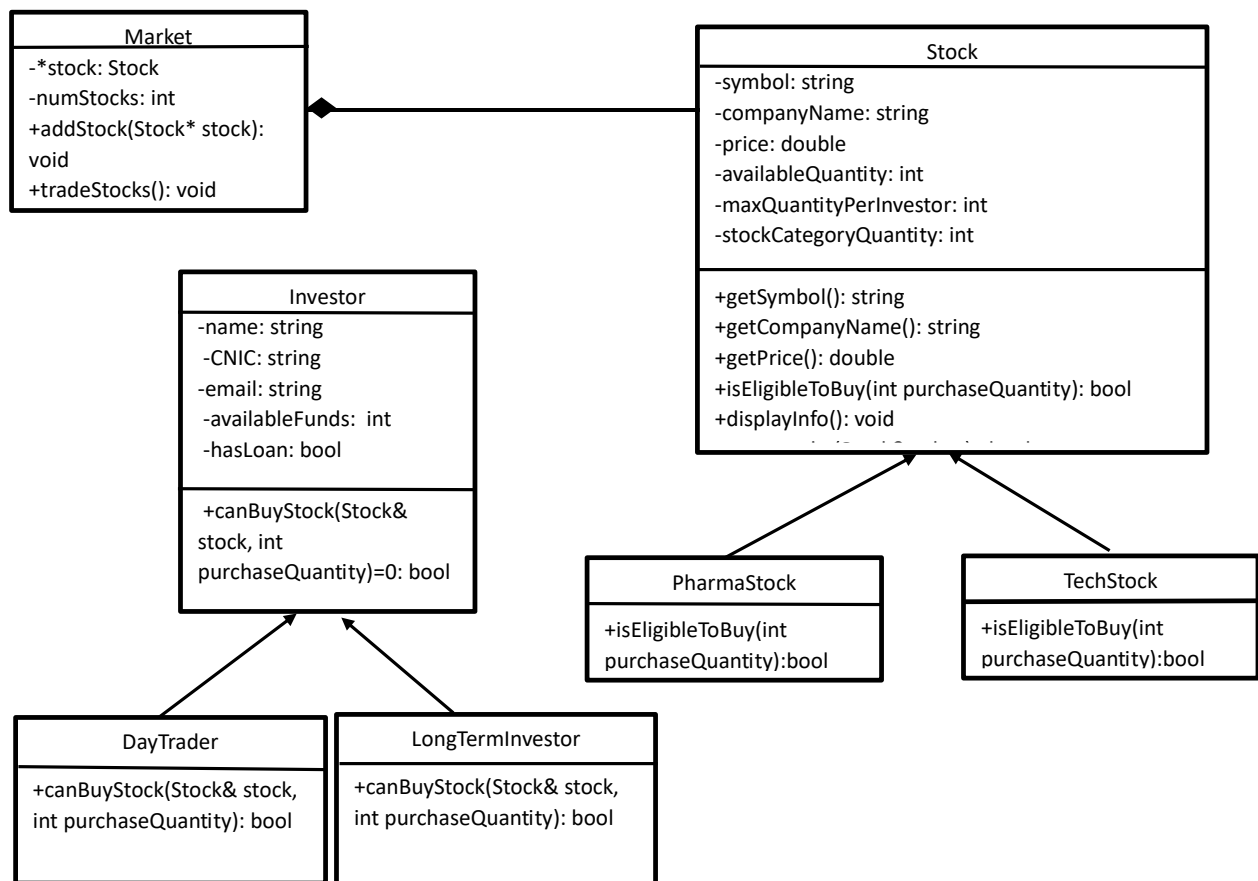 Market
-*stock: Stock
-numStocks: int
+addStock(Stock* stock):
void
+tradeStocks(): void
Stock
-symbol: string
-companyName: string
-price: double
-availableQuantity: int
-maxQuantityPerInvestor: int
-stockCategoryQuantity: int
+getSymbol(): string
+getCompanyName(): string
+getPrice(): double
+isEligibleToBuy(int purchaseQuantity): bool
+displayInfo(): void
Investor
-name: string
-CNIC: string
-email: string
-availableFunds: int
-hasLoan: bool
+canBuyStock(Stock&
stock, int
purchaseQuantity)=0: bool
PharmaStock
+isEligibleToBuy(int
purchaseQuantity):bool
TechStock
+isEligibleToBuy(int
purchaseQuantity):bool
DayTrader
+canBuyStock(Stock& stock,
int purchaseQuantity): bool
LongTermInvestor
+canBuyStock(Stock& stock,
int purchaseQuantity): bool